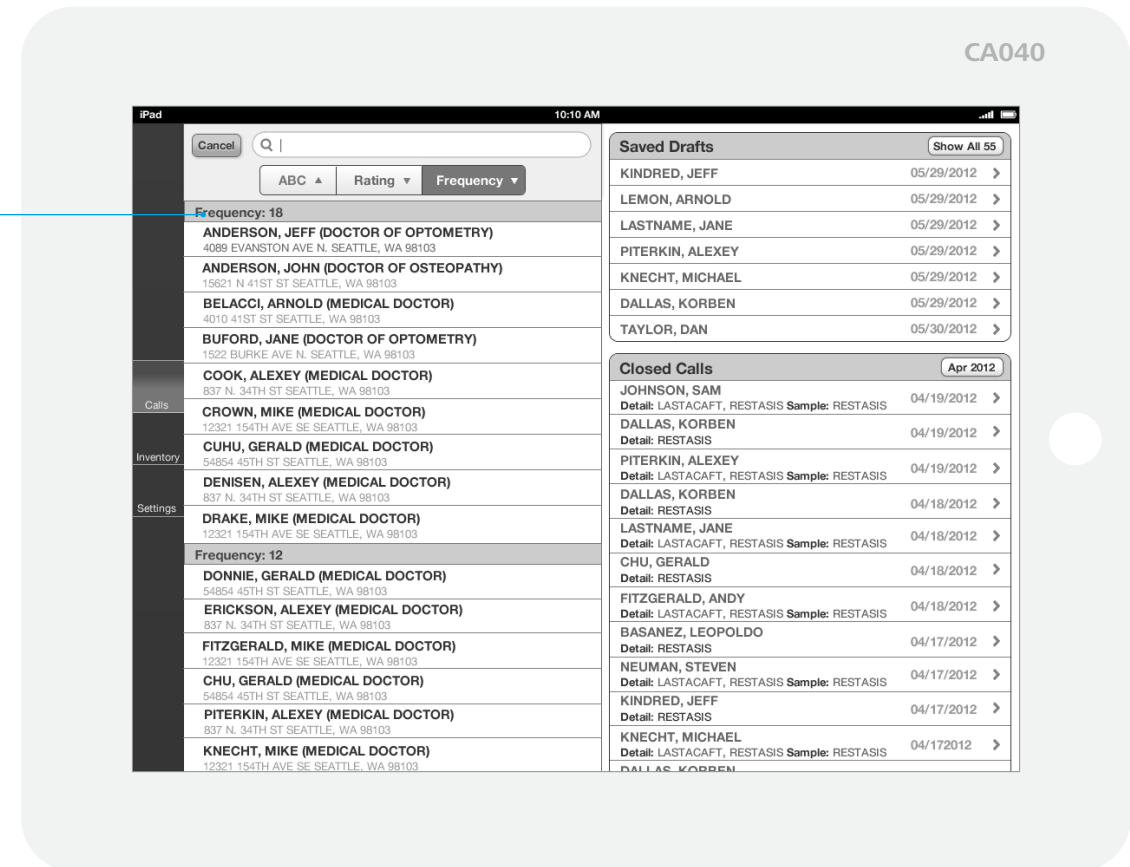 CA040
iPad
10:10 AM
Cancel
ABC
Rating
Frequency
Frequency: 18
ANDERSON, JEFF (DOCTOR OF OPTOMETRY)
4089 EVANSTON AVE N. SEATTLE, WA 98103
ANDERSON, JOHN (DOCTOR OF OSTEOPATHY)
15621 N 41ST ST SEATTLE, WA 98103
BELACCI, ARNOLD (MEDICAL DOCTOR)
4010 41ST ST SEATTLE, WA 98103
BUFORD, JANE (DOCTOR OF OPTOMETRY)
1522 BURKE AVE N. SEATTLE, WA 98103
COOK, ALEXEY (MEDICAL DOCTOR)
837 N. 34TH ST SEATTLE, WA 98103
CROWN, MIKE (MEDICAL DOCTOR)
12321 154TH AVE SE SEATTLE, WA 98103
CUHU, GERALD (MEDICAL DOCTOR)
54854 45TH ST SEATTLE, WA 98103
DENISEN, ALEXEY (MEDICAL DOCTOR)
837 N. 34TH ST SEATTLE, WA 98103
DRAKE, MIKE (MEDICAL DOCTOR)
12321 154TH AVE SE SEATTLE, WA 98103
Frequency: 12
DONNIE, GERALD (MEDICAL DOCTOR)
54854 45TH ST SEATTLE, WA 98103
ERICKSON, ALEXEY (MEDICAL DOCTOR)
837 N. 34TH ST SEATTLE, WA 98103
FITZGERALD, MIKE (MEDICAL DOCTOR)
12321 154TH AVE SE SEATTLE, WA 98103
CHU, GERALD (MEDICAL DOCTOR)
54854 45TH ST SEATTLE, WA 98103
PITERKIN, ALEXEY (MEDICAL DOCTOR)
837 N. 34TH ST SEATTLE, WA 98103
KNECHT, MIKE (MEDICAL DOCTOR)
12321 154TH AVE SE SEATTLE, WA 98103
Calls
Inventory
Settings
Saved Drafts Show All 55
KINDRED, JEFF 05/29/2012
LEMON, ARNOLD 05/29/2012
LASTNAME, JANE 05/29/2012
PITERKIN, ALEXEY 05/29/2012
KNECHT, MICHAEL 05/29/2012
DALLAS, KORBEN 05/29/2012
TAYLOR, DAN 05/30/2012
Closed Calls Apr 2012
JOHNSON, SAM 04/19/2012
Detail: LASTACAFT, RESTASIS Sample: RESTASIS
DALLAS, KORBEN 04/19/2012
Detail: RESTASIS
PITERKIN, ALEXEY 04/19/2012
Detail: LASTACAFT, RESTASIS Sample: RESTASIS
DALLAS, KORBEN 04/18/2012
Detail: RESTASIS
LASTNAME, JANE 04/18/2012
Detail: LASTACAFT, RESTASIS Sample: RESTASIS
CHU, GERALD 04/18/2012
Detail: RESTASIS
FITZGERALD, ANDY 04/18/2012
Detail: LASTACAFT, RESTASIS Sample: RESTASIS
BASANEZ, LEOPOLDO 04/17/2012
Detail: RESTASIS
NEUMAN, STEVEN 04/17/2012
Detail: LASTACAFT, RESTASIS Sample: RESTASIS
KINDRED, JEFF 04/17/2012
Detail: RESTASIS
KNECHT, MICHAEL 04/172012
Detail: LASTACAFT, RESTASIS Sample: RESTASIS
DALLAS, KORBEN